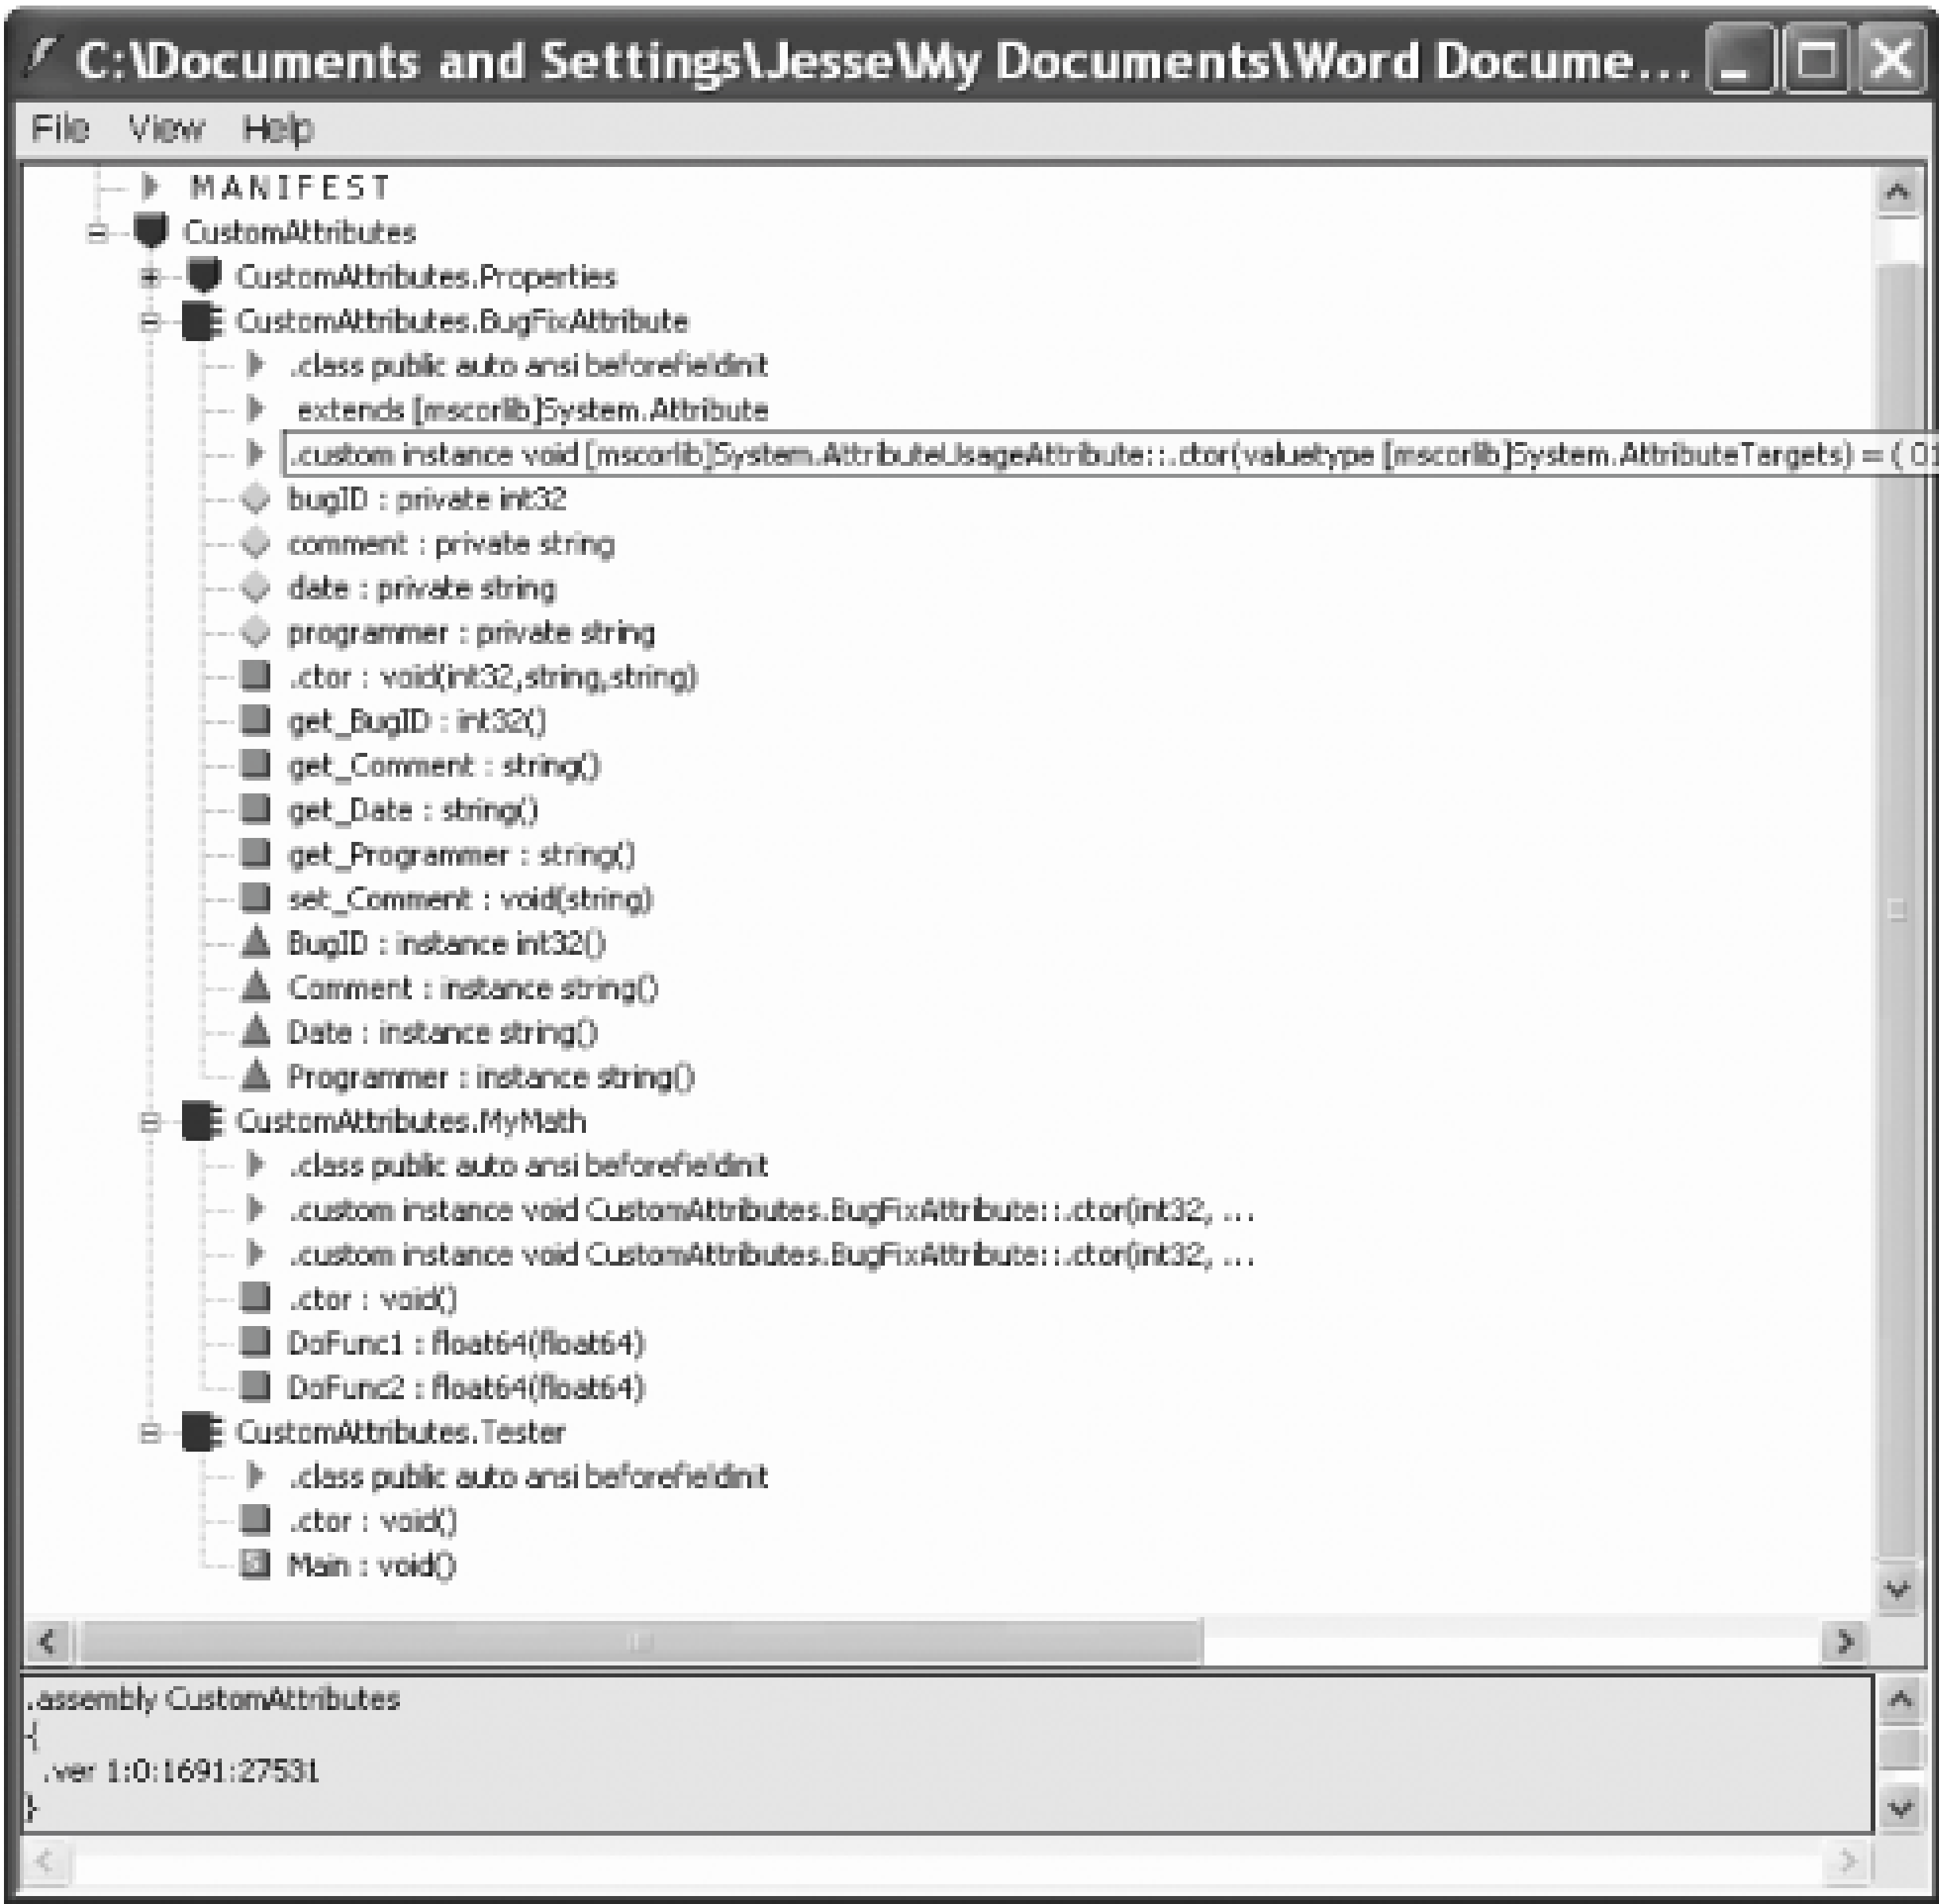 C:\Documents and Settings\Jesse\My Documents\Word Docume...
File View Help
MANIFEST
CustomAttributes
CustomAttributes.Properties
CustomAttributes.BugFixAttribute
.class public auto ansi beforefieldinit
extends [mscorlib]System.Attribute
.custom instance void [mscorlib]System.AttributeUsageAttribute::.ctor(valuetype [mscorlib]System.AttributeTargets) = ( 01
bugID : private int32
comment : private string
date : private string
programmer : private string
.ctor : void(int32,string,string)
get_BugID : int32()
get_Comment : string()
get_Date : string()
get_Programmer : string()
set_Comment : void(string)
BugID : instance int32()
Comment : instance string()
Date : instance string()
Programmer : instance string()
CustomAttributes.MyMath
.class public auto ansi beforefieldinit
.custom instance void CustomAttributes.BugFixAttribute::.ctor(int32, ...
.custom instance void CustomAttributes.BugFixAttribute::.ctor(int32, ...
.ctor : void()
DoFunc1 : float64(float64)
DoFunc2 : float64(float64)
CustomAttributes.Tester
.class public auto ansi beforefieldinit
.ctor : void()
Main : void()
.assembly CustomAttributes
{
.ver 1:0:1691:27531
}